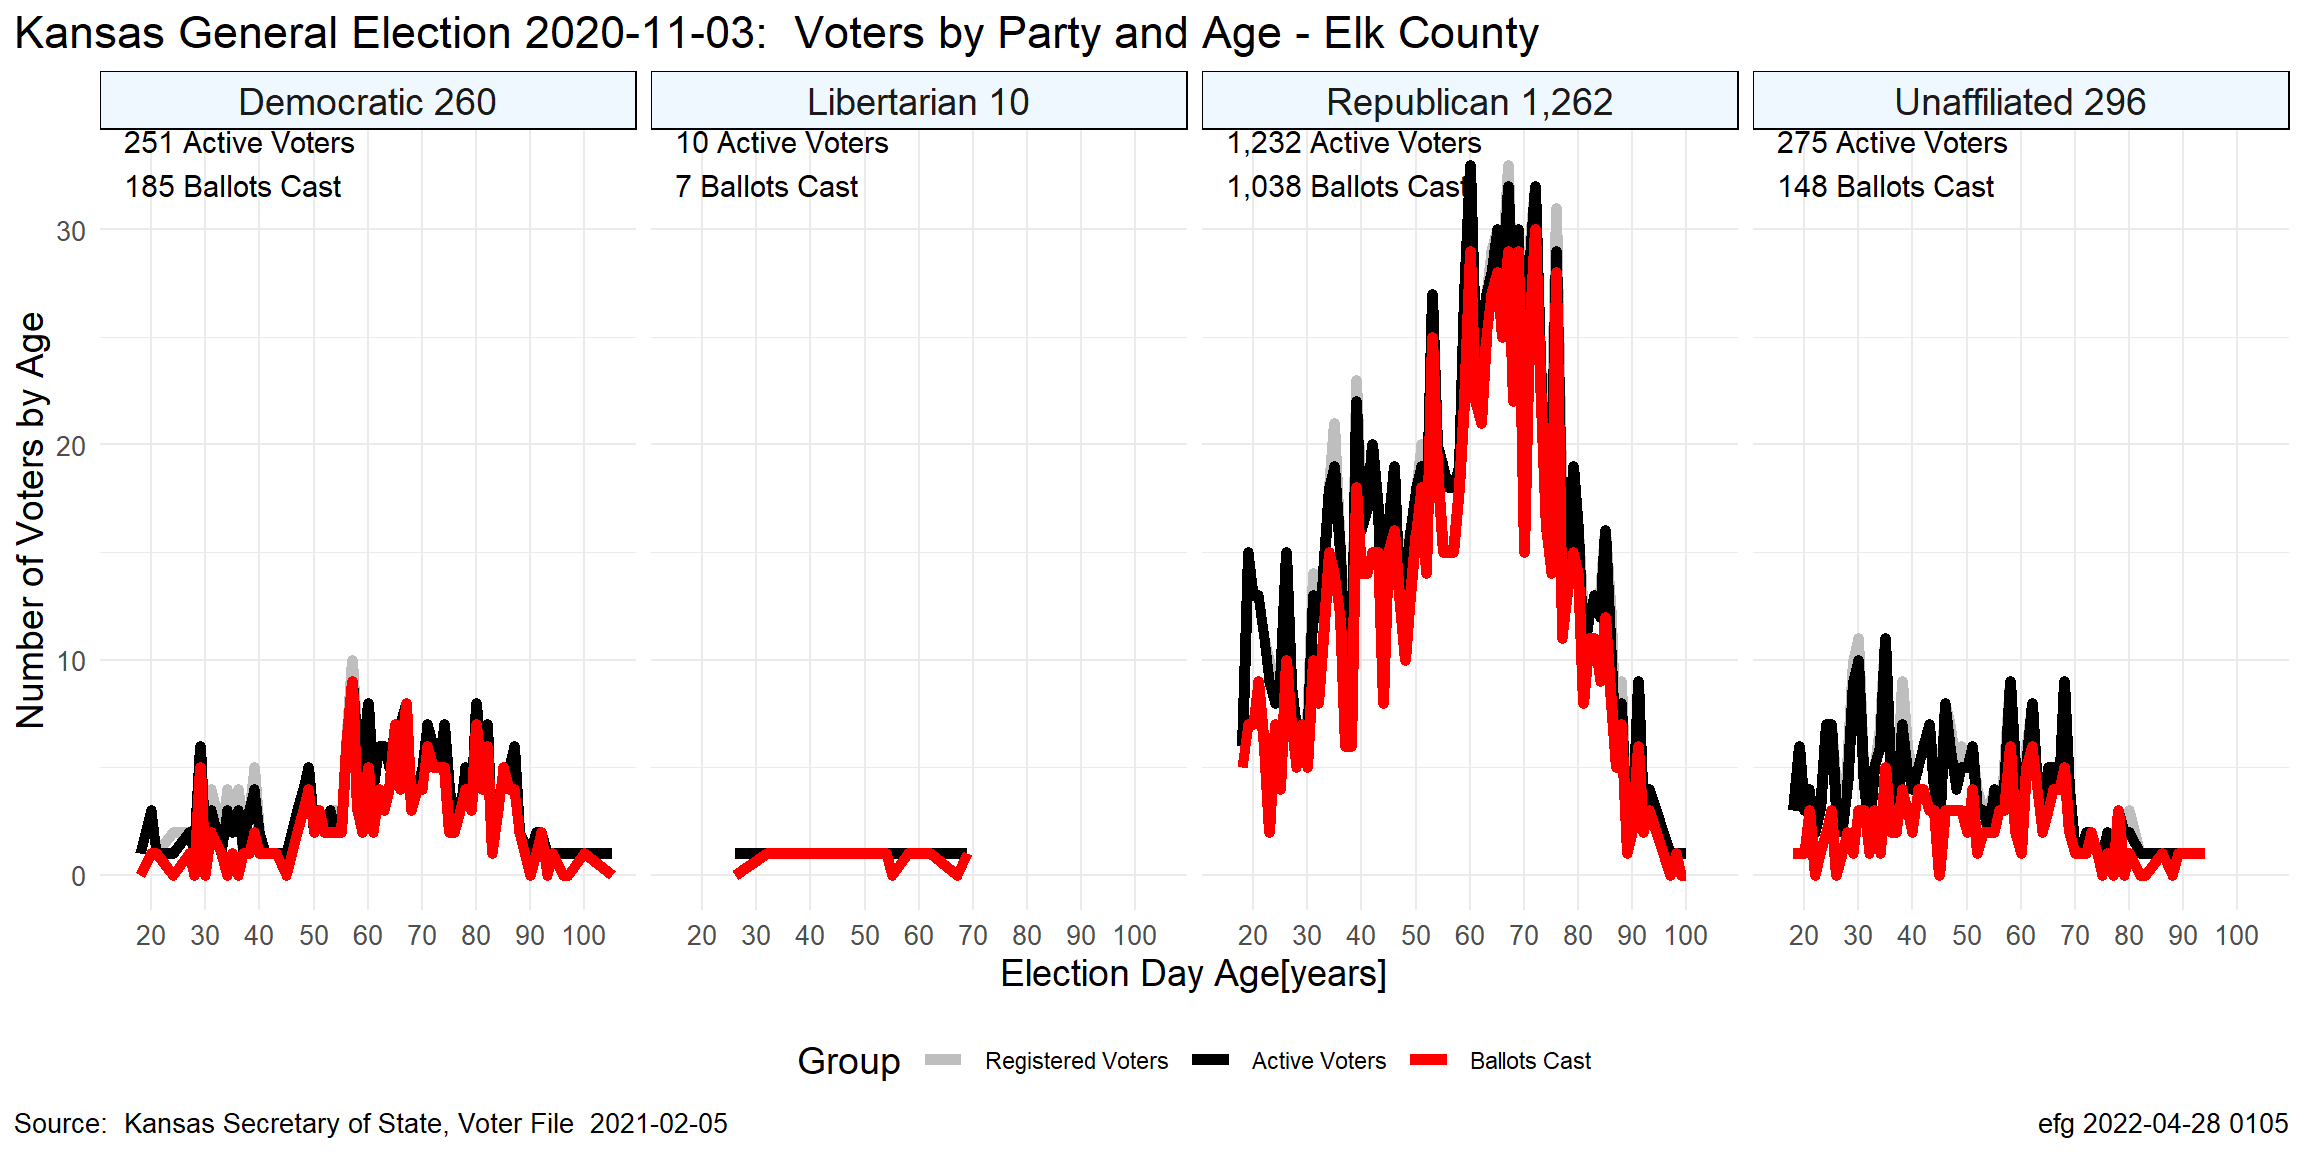 Kansas General Election 2020-11-03:  Voters by Party and Age - Elk County
Democratic 260
Libertarian 10
Republican 1,262
Unaffiliated 296
251 Active Voters
185 Ballots Cast
10 Active Voters
7 Ballots Cast
1,232 Active Voters
1,038 Ballots Cast
275 Active Voters
148 Ballots Cast
Number of Voters by Age
30
20
10
0
20 30 40 50 60 70 80 90 100
20 30 40 50 60 70 80 90 100
20 30 40 50 60 70 80 90 100
20 30 40 50 60 70 80 90 100
Election Day Age[years]
Group Registered Voters Active Voters Ballots Cast
Source:  Kansas Secretary of State, Voter File  2021-02-05
efg 2022-04-28 0105